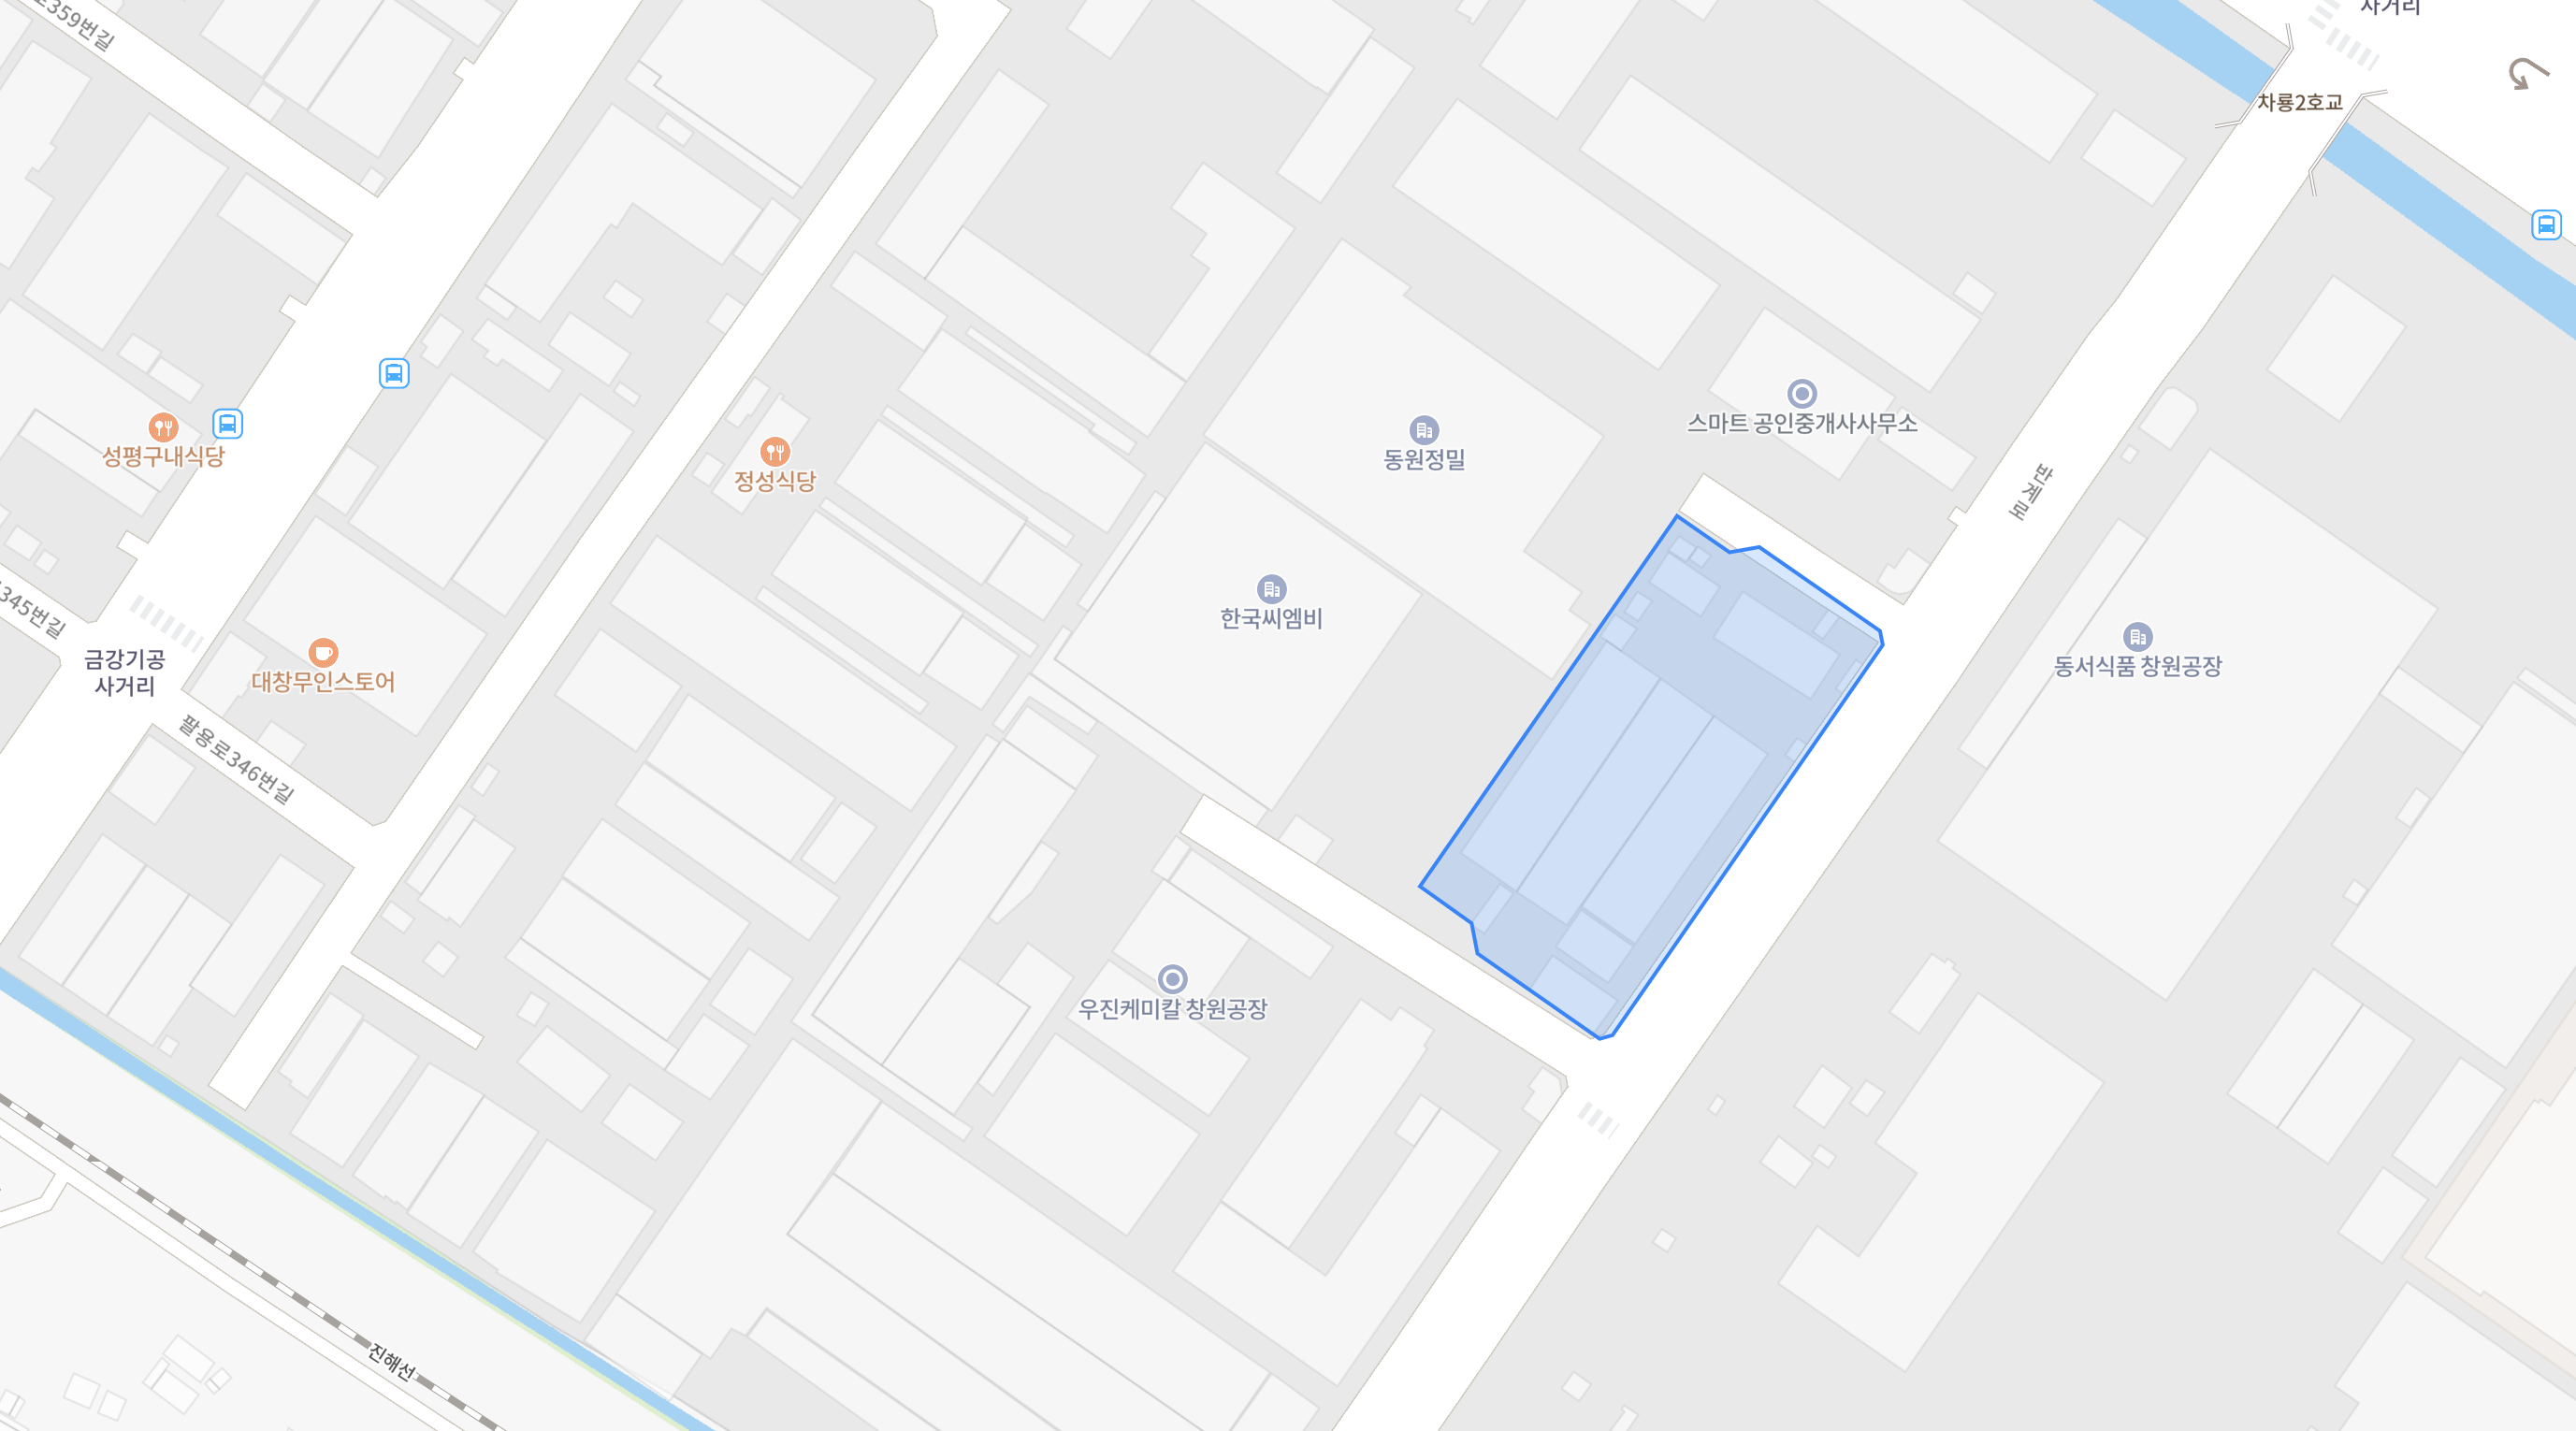 359번길
사거리
차룡2호교
스마트 공인중개사사무소
성평구내식당
동원정밀
정성식당
반계로
345번길
한국씨엠비
금강기공
사거리
대창무인스토어
동서식품 창원공장
팔용로346번길
우진케미칼 창원공장
진해선